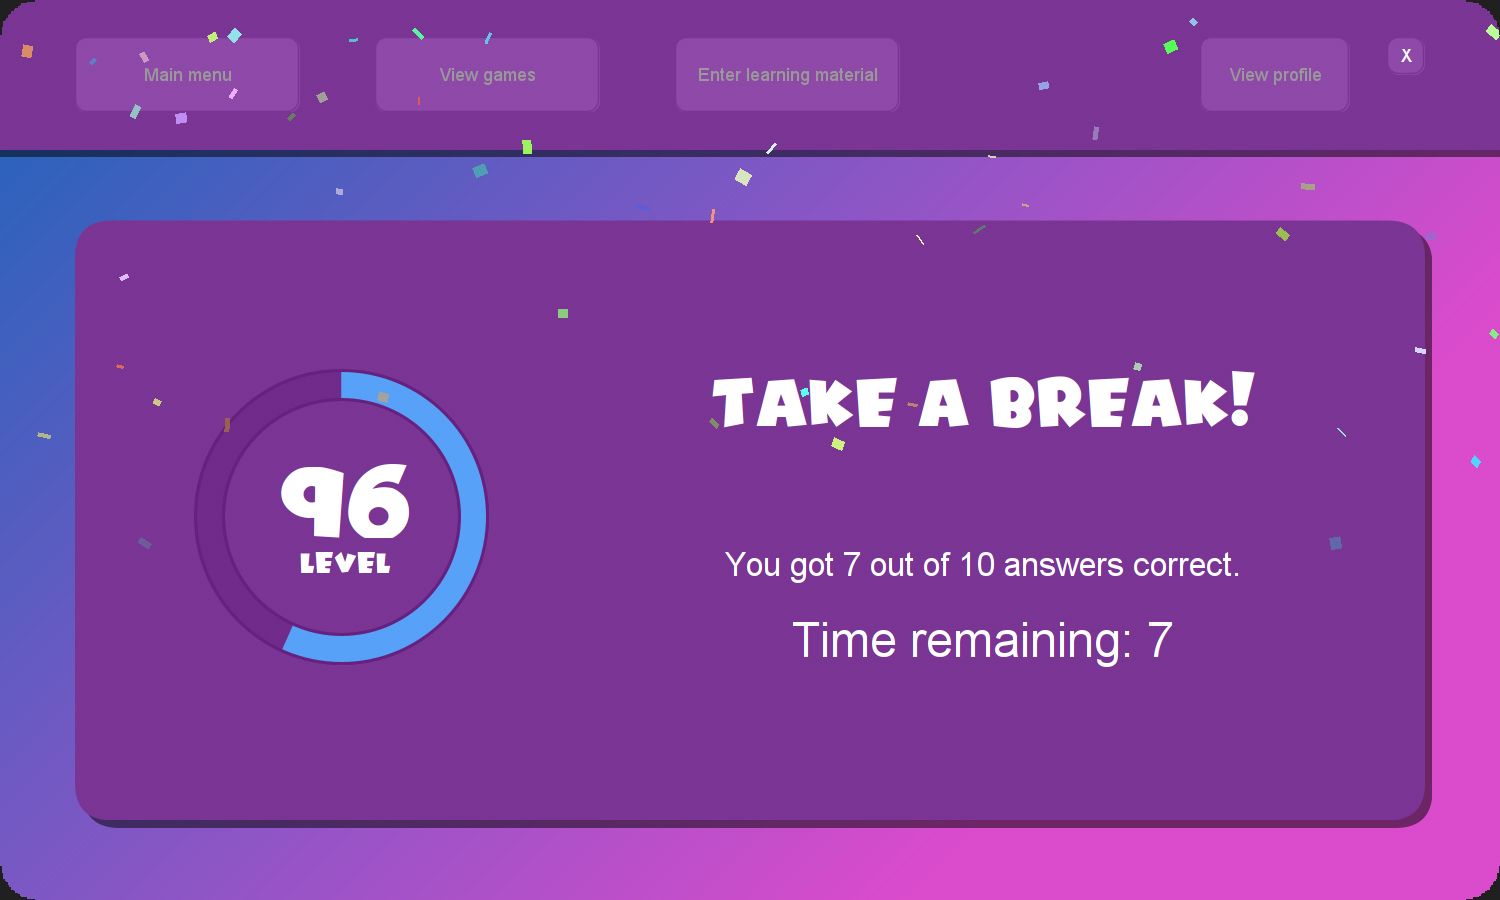 Main menu
View games
Enter learning material
View profile
X
TAKE A BREAK!
96
LEVEL
You got 7 out of 10 answers correct.
Time remaining: 7